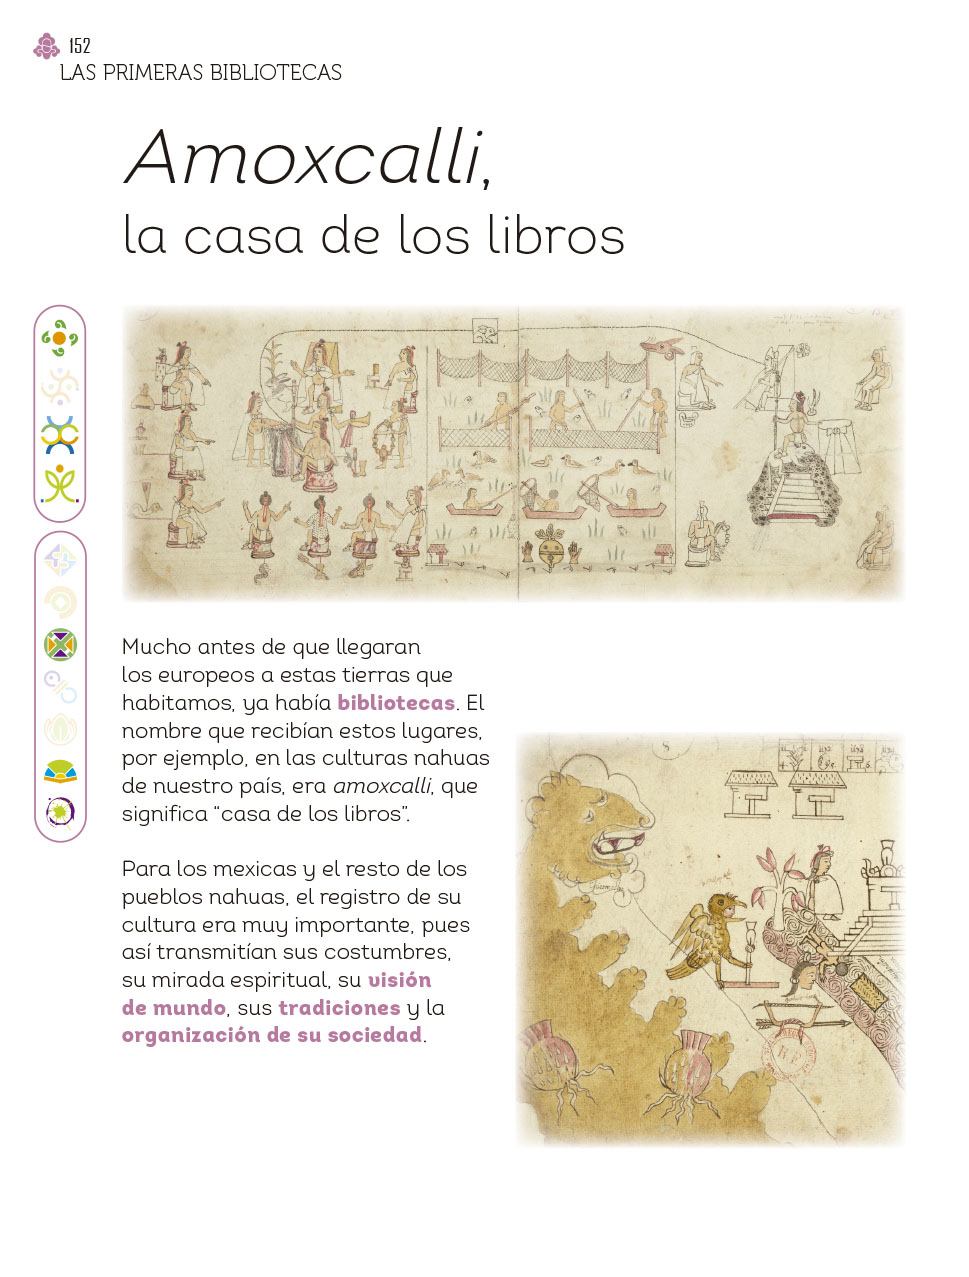 152
LAS PRIMERAS BIBLIOTECAS
Amoxcalli,
la casa de los libros
Mucho antes de que llegaran
los europeos a estas tierras que
habitamos, ya había bibliotecas. El
nombre que recibían estos lugares,
por ejemplo, en las culturas nahuas
de nuestro país, era amoxcalli, que
significa “casa de los libros”.
Para los mexicas y el resto de los
pueblos nahuas, el registro de su
cultura era muy importante, pues
así transmitían sus costumbres,
su mirada espiritual, su visión
de mundo, sus tradiciones y la
organización de su sociedad.